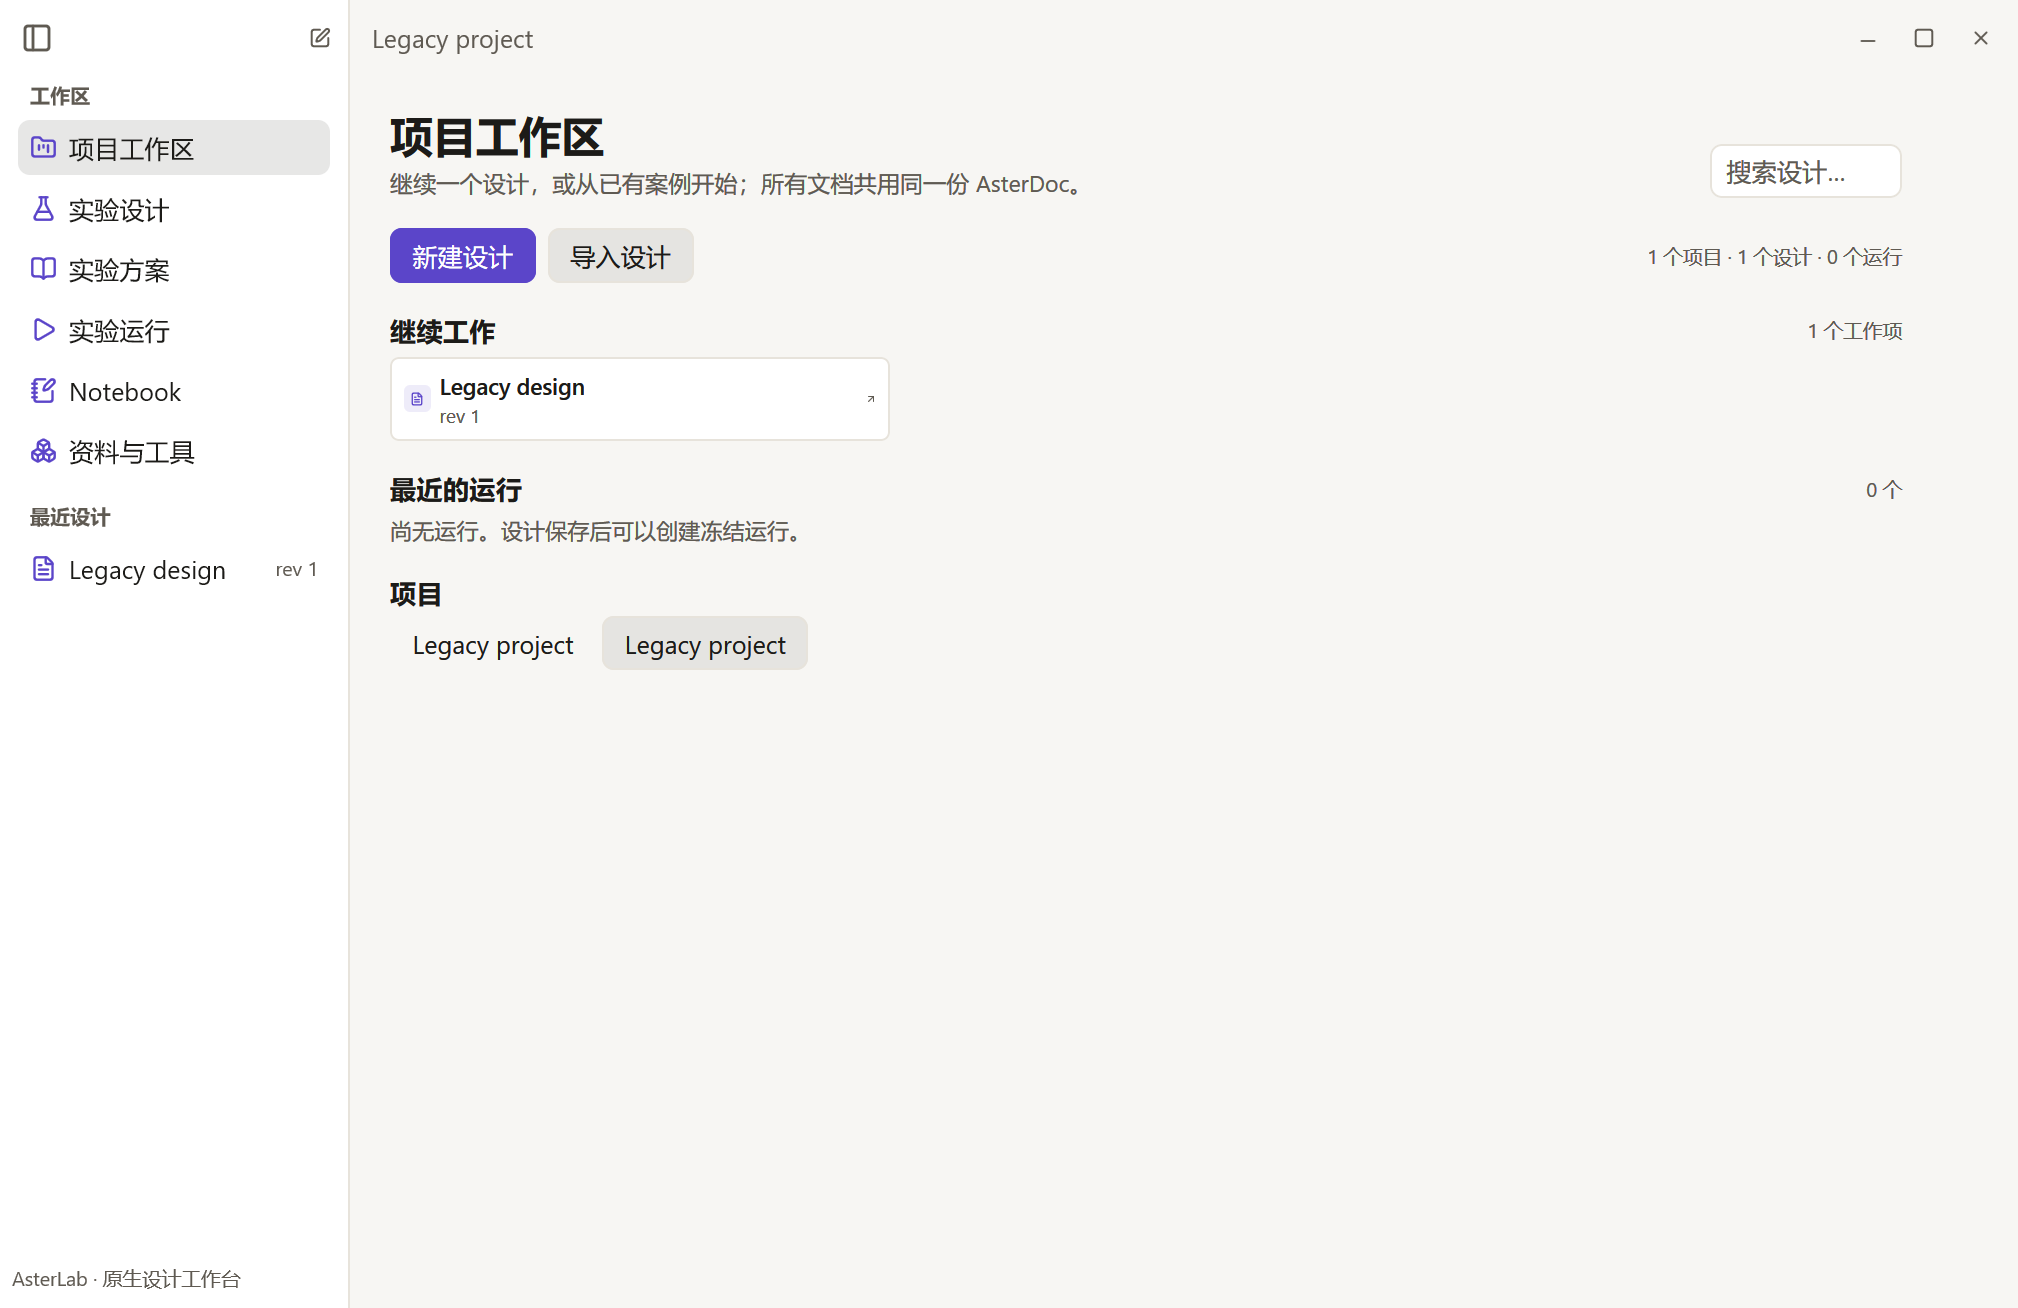 工作区
项目工作区
实验设计
实验方案
实验运行
Notebook
资料与工具
最近设计
Legacy design rev 1
AsterLab · 原生设计工作台
Legacy project
项目工作区
继续一个设计，或从已有案例开始；所有文档共用同一份 AsterDoc。
搜索设计...
新建设计 导入设计
1 个项目 · 1 个设计 · 0 个运行
继续工作 1 个工作项
Legacy design
rev 1
最近的运行 0 个
尚无运行。设计保存后可以创建冻结运行。
项目
Legacy project Legacy project